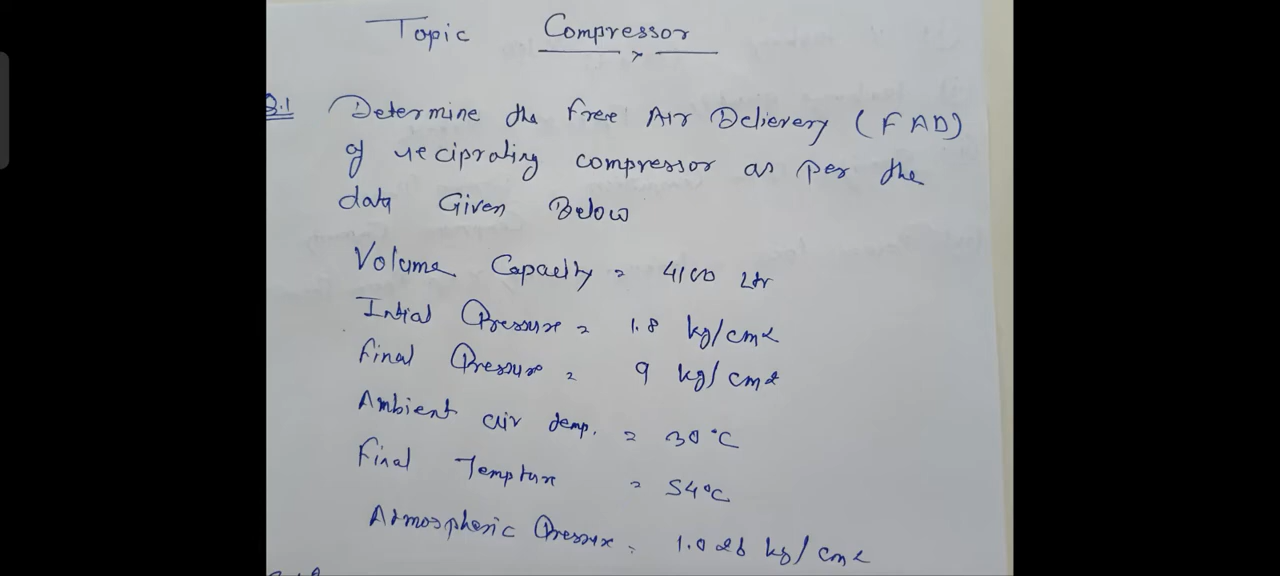 Topic Compressor
Q.1 Determine the Free Air Delievery (FAD)
of reciprating compressor as per the
data Given Below
Volume Capacity = 4100 Ltr
Intial Pressure = 1.8 kg/cm2
Final Pressure = 9 kg/cm2
Ambient air temp. = 30°C
Final Tempture = 54°C
Atmospheric Pressure = 1.026 kg/cm2